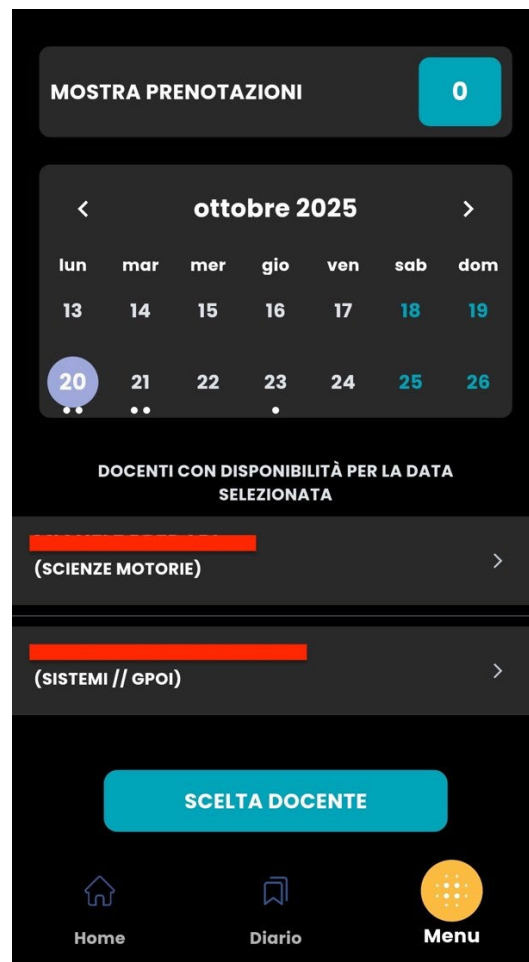 MOSTRA PRENOTAZIONI 0
ottobre 2025
lun mar mer gio ven sab dom
13 14 15 16 17 18 19
20 21 22 23 24 25 26
DOCENTI CON DISPONIBILITÀ PER LA DATA
SELEZIONATA
(SCIENZE MOTORIE)
(SISTEMI // GPOI)
SCELTA DOCENTE
Home Diario Menu